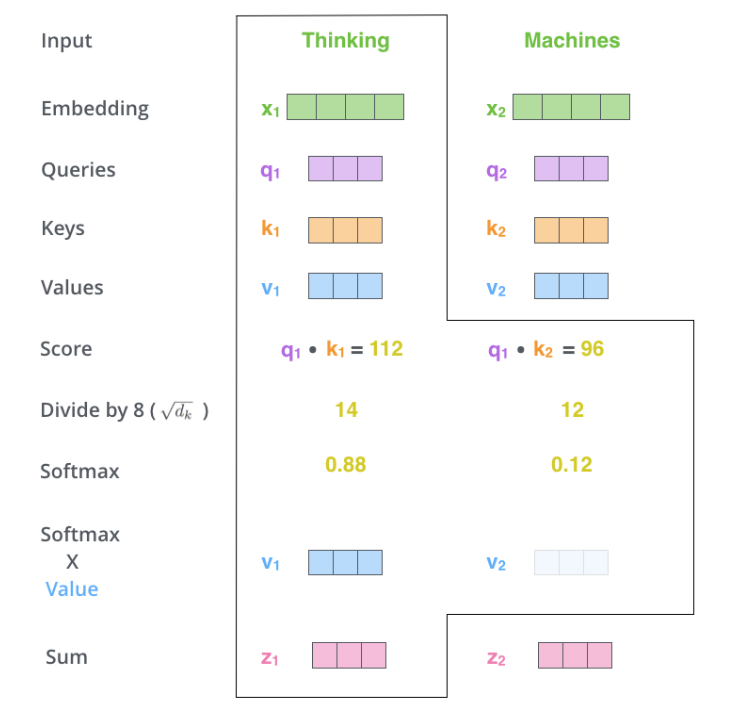 Input Thinking Machines
Embedding x₁ x₂
Queries q₁ q₂
Keys k₁ k₂
Values v₁ v₂
Score q₁ • k₁ = 112 q₁ • k₂ = 96
Divide by 8 ( √dₖ ) 14 12
Softmax 0.88 0.12
Softmax
X v₁ v₂
Value
Sum z₁ z₂